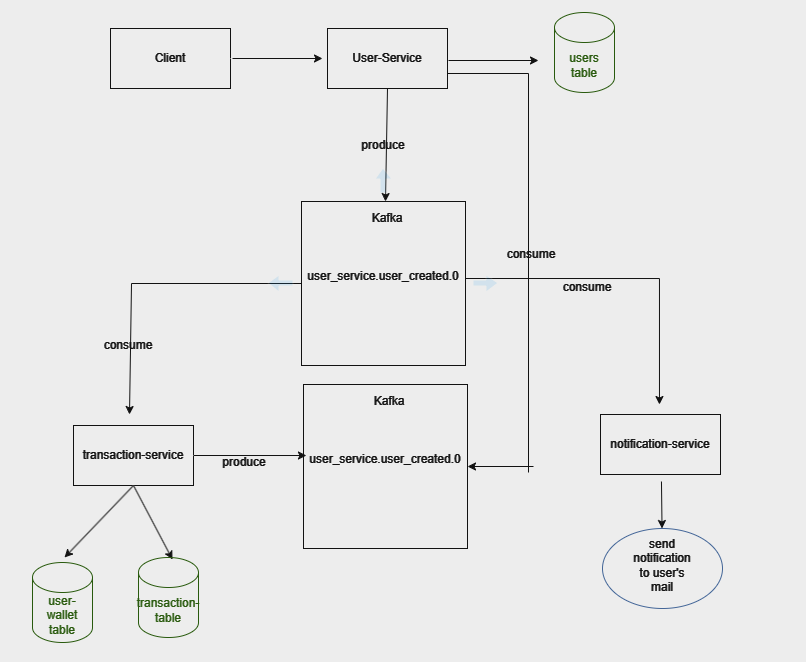 Client
User-Service
users
table
produce
Kafka
user_service.user_created.0
consume
consume
consume
Kafka
user_service.user_created.0
transaction-service
produce
notification-service
send
notification
to user's
mail
user-
wallet
table
transaction-
table